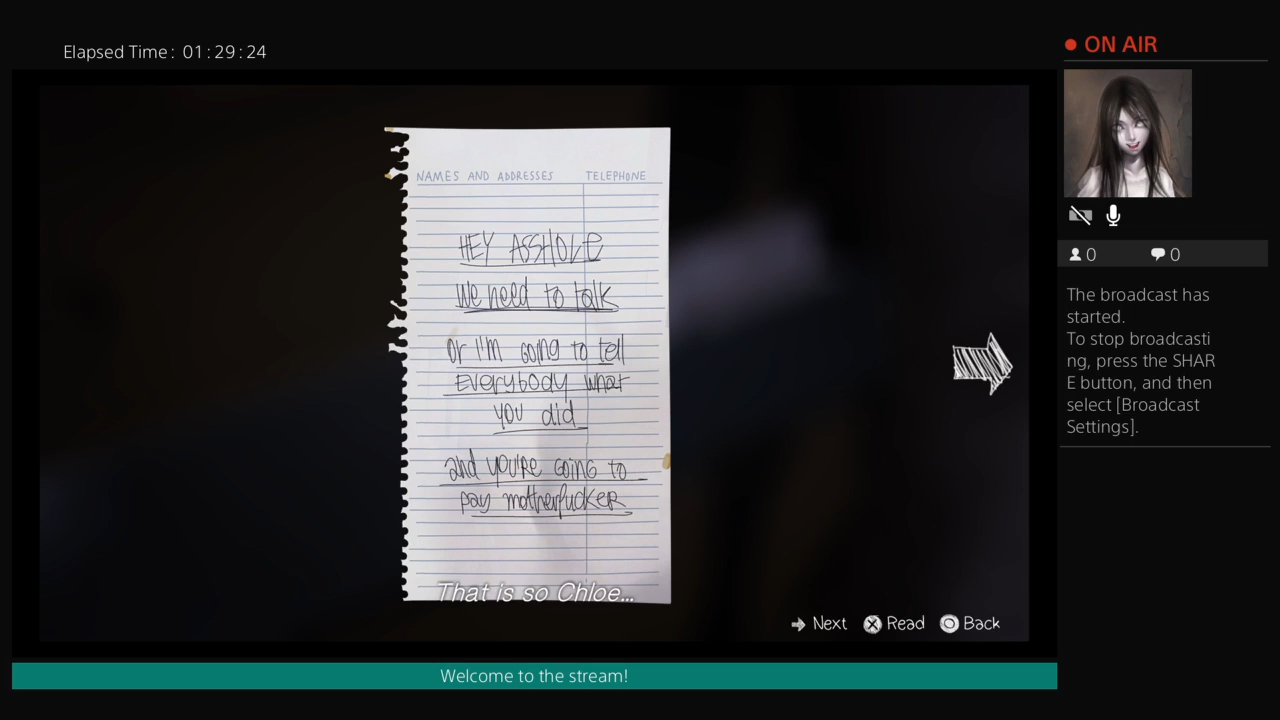 Elapsed Time: 01:29:24
ON AIR
NAMES AND ADDRESSES TELEPHONE
HEY ASSHOLE
We need to talk
Or I'm going to tell
Everybody what
you did
and you're going to
pay motherfucker
That is so Chloe...
Next Read Back
Welcome to the stream!
0 0
The broadcast has
started.
To stop broadcasti
ng, press the SHAR
E button, and then
select [Broadcast
Settings].